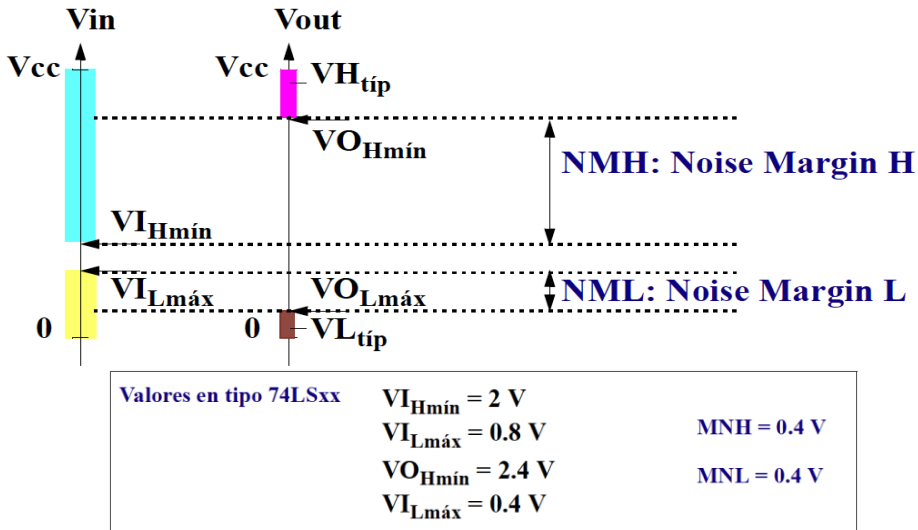 Vin Vout
Vcc Vcc VHtíp
VOHmín
NMH: Noise Margin H
VIHmín
VILmáx VOLmáx
NML: Noise Margin L
0 0 VLtíp
Valores en tipo 74LSxx
VIHmín = 2 V
VILmáx = 0.8 V
VOHmín = 2.4 V
VILmáx = 0.4 V
MNH = 0.4 V
MNL = 0.4 V